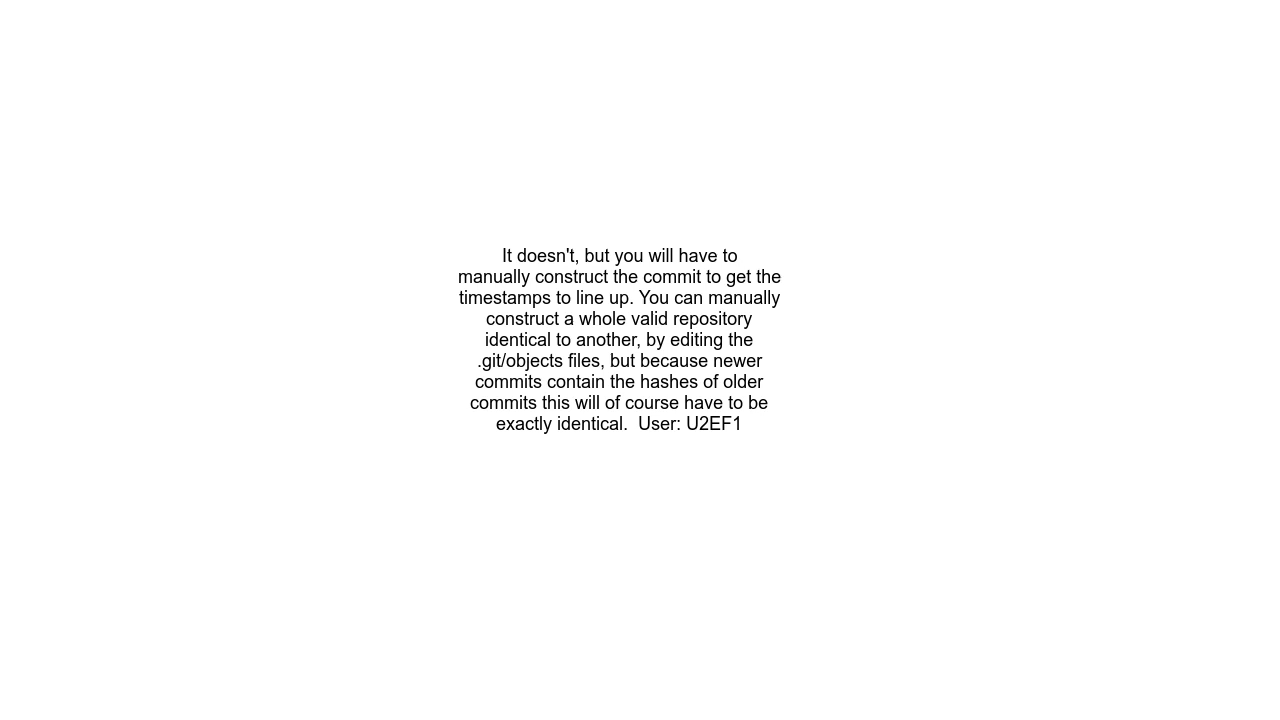 It doesn't, but you will have to
manually construct the commit to get the
timestamps to line up. You can manually
construct a whole valid repository
identical to another, by editing the
.git/objects files, but because newer
commits contain the hashes of older
commits this will of course have to be
exactly identical.  User: U2EF1